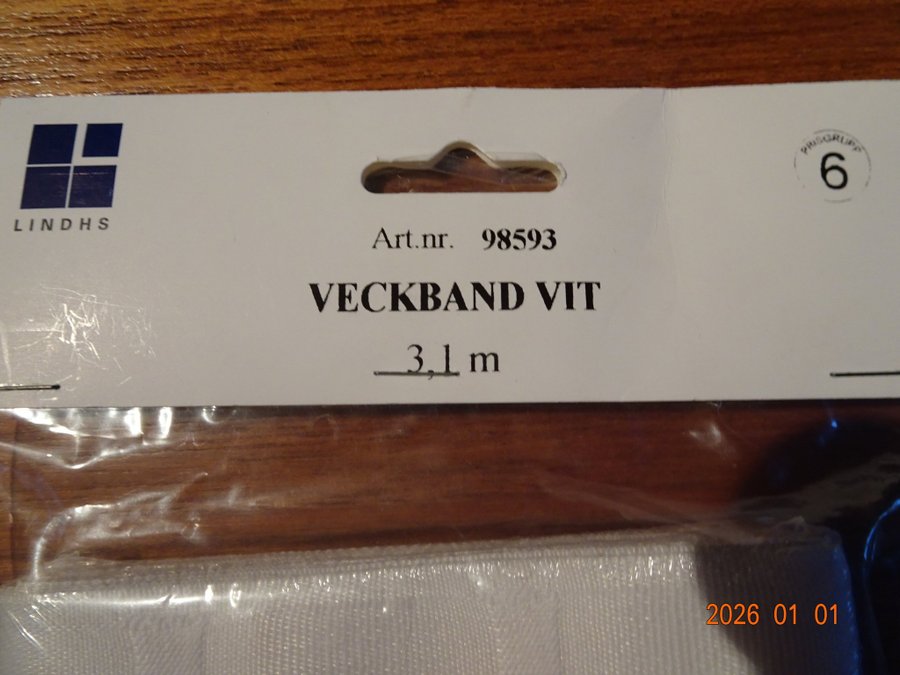 LINDHS
PRISGRUPP
6
Art.nr. 98593
VECKBAND VIT
3,1 m
2026 01 01